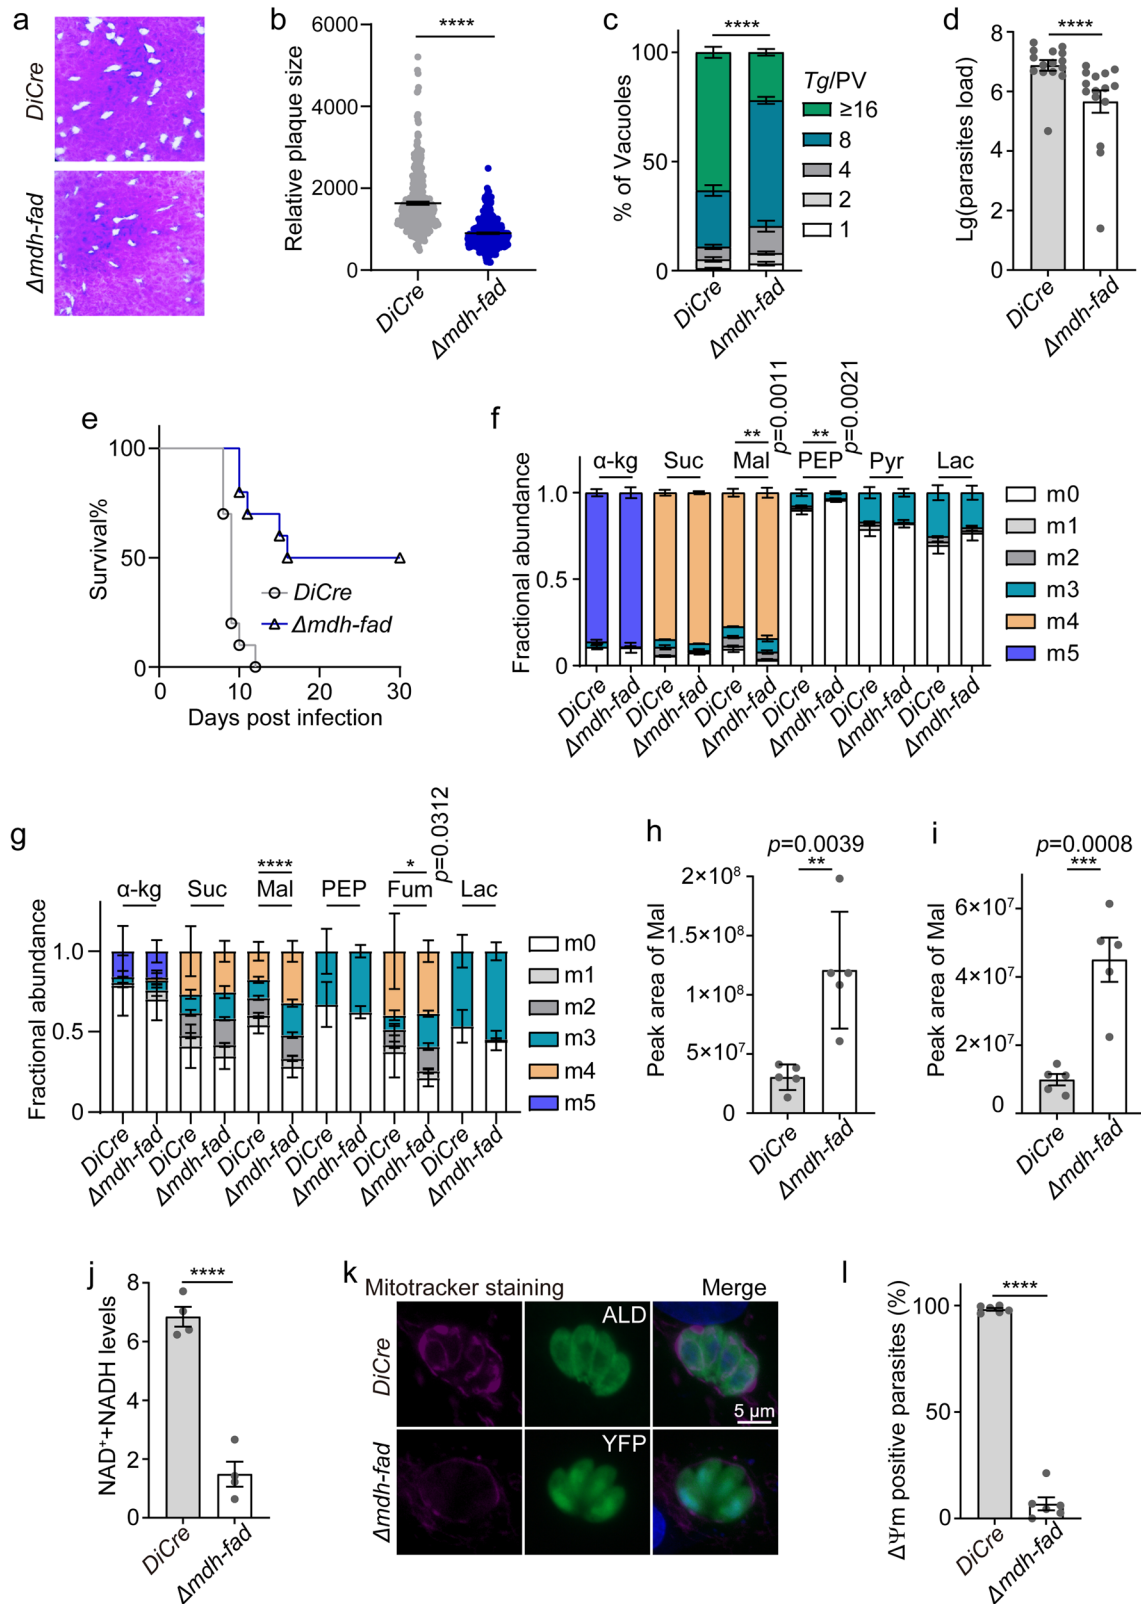 a
DiCre
Δmdh-fad
b
****
Relative plaque size
6000
4000
2000
0
DiCre
Δmdh-fad
c
****
% of Vacuoles
100
50
0
DiCre
Δmdh-fad
Tg/PV
≥16
8
4
2
1
d
****
Lg(parasites load)
8
6
4
2
0
DiCre
Δmdh-fad
e
Survival%
100
50
0
DiCre
Δmdh-fad
0 10 20 30
Days post infection
f
p=0.0011
p=0.0021
** **
α-kg Suc Mal PEP Pyr Lac
Fractional abundance
1.0
0.5
0
DiCre
Δmdh-fad
DiCre
Δmdh-fad
DiCre
Δmdh-fad
DiCre
Δmdh-fad
DiCre
Δmdh-fad
DiCre
Δmdh-fad
m0
m1
m2
m3
m4
m5
g
p=0.0312
**** *
α-kg Suc Mal PEP Fum Lac
Fractional abundance
1.0
0.5
0
DiCre
Δmdh-fad
DiCre
Δmdh-fad
DiCre
Δmdh-fad
DiCre
Δmdh-fad
DiCre
Δmdh-fad
DiCre
Δmdh-fad
m0
m1
m2
m3
m4
m5
h
p=0.0039
**
Peak area of Mal
2×10⁸
1.5×10⁸
1×10⁸
5×10⁷
0
DiCre
Δmdh-fad
i
p=0.0008
***
Peak area of Mal
6×10⁷
4×10⁷
2×10⁷
0
DiCre
Δmdh-fad
j
****
NAD⁺+NADH levels
8
6
4
2
0
DiCre
Δmdh-fad
k
Mitotracker staining Merge
DiCre
ALD
5 μm
Δmdh-fad
YFP
l
****
ΔΨm positive parasites (%)
100
50
0
DiCre
Δmdh-fad